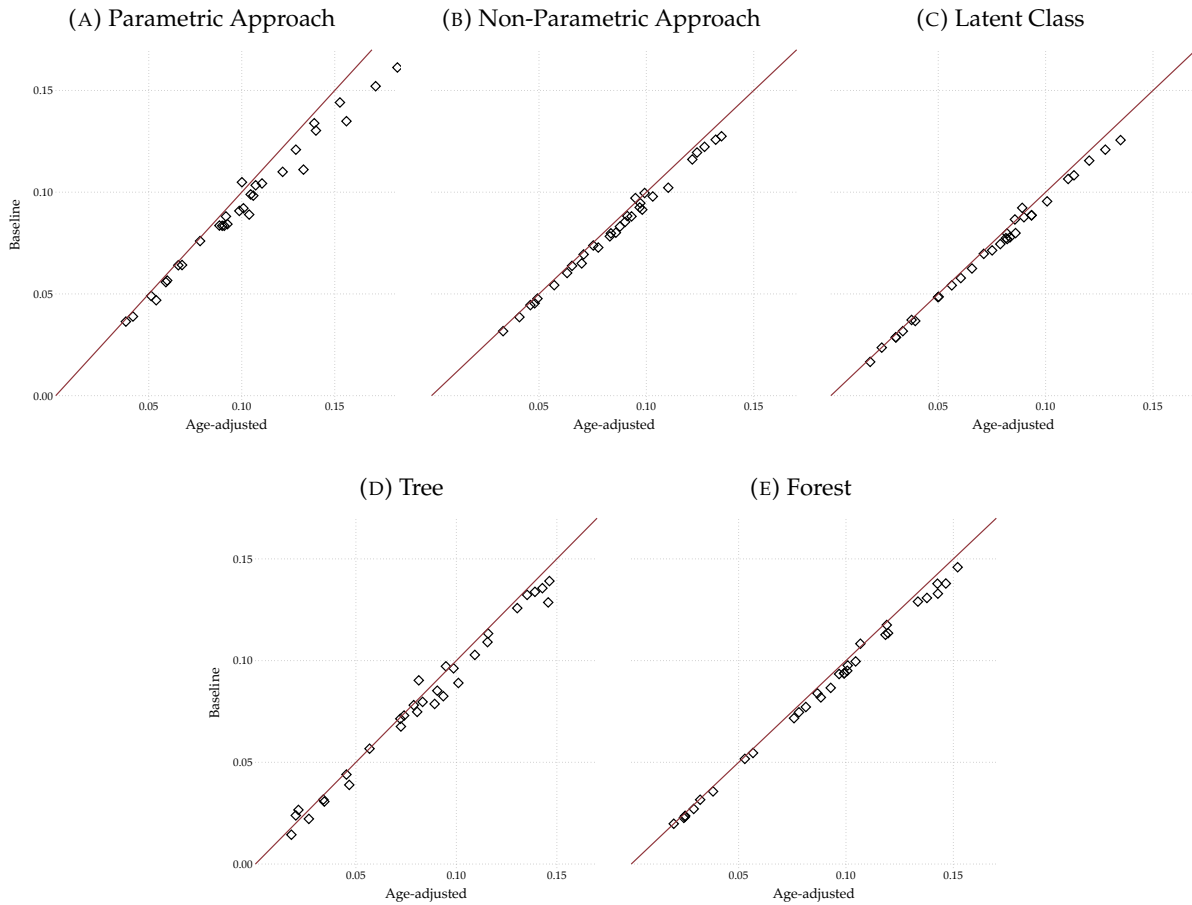 (A) Parametric Approach
(B) Non-Parametric Approach
(C) Latent Class
0.15
0.10
Baseline
0.05
0.00
0.05 0.10 0.15
0.05 0.10 0.15
0.05 0.10 0.15
Age-adjusted
Age-adjusted
Age-adjusted
(D) Tree
(E) Forest
0.15
0.10
Baseline
0.05
0.00
0.05 0.10 0.15
0.05 0.10 0.15
Age-adjusted
Age-adjusted